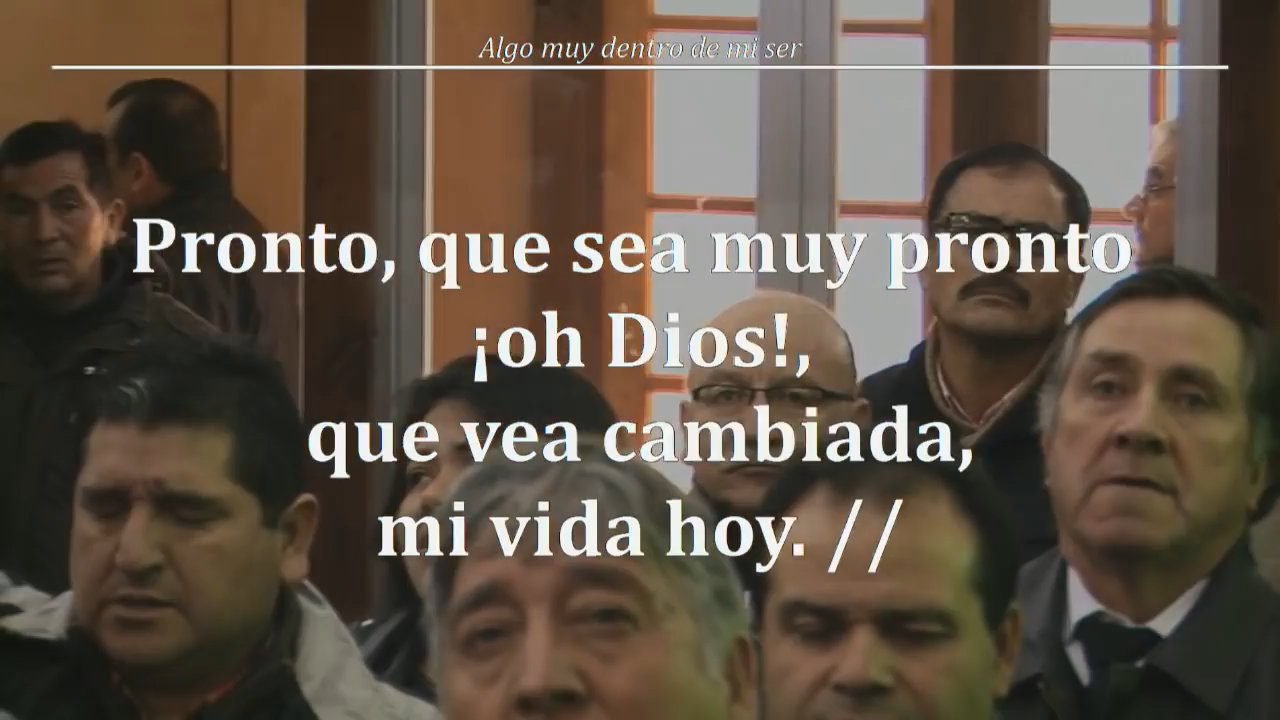 Algo muy dentro de mi ser
Pronto, que sea muy pronto
¡oh Dios!,
que vea cambiada,
mi vida hoy. //